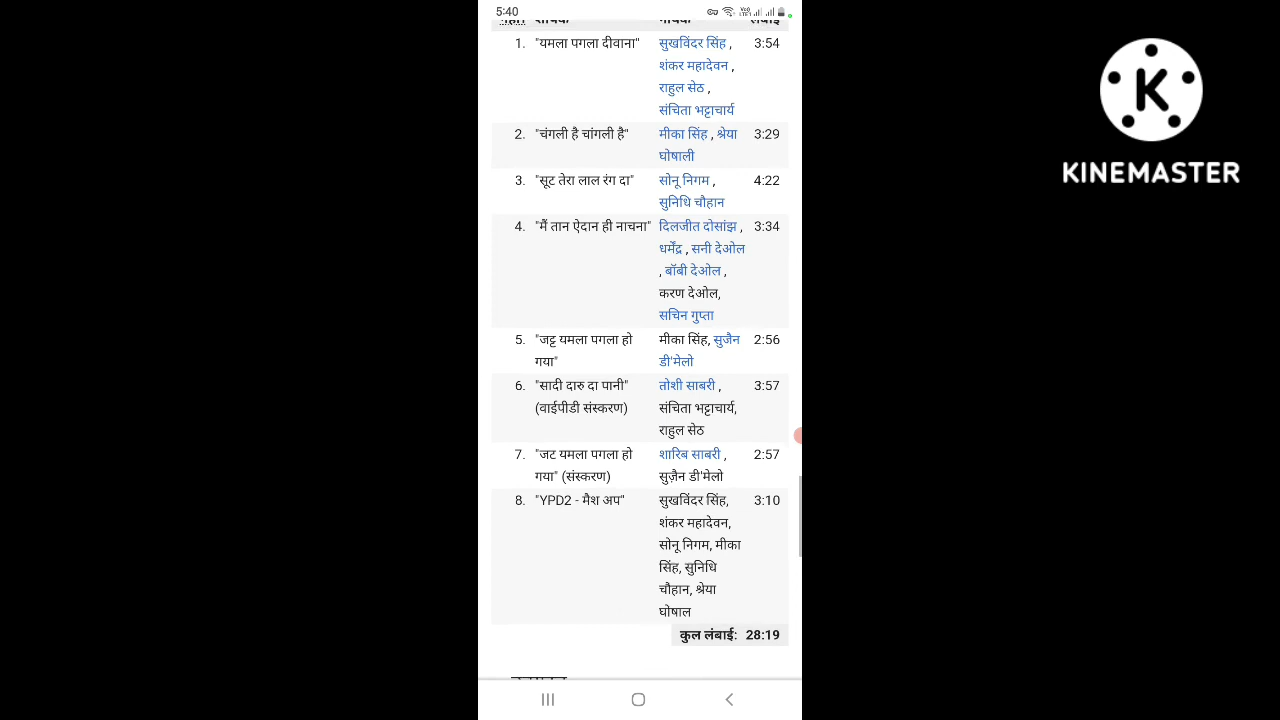 5:40
1. "यमला पगला दीवाना" सुखविंदर सिंह , 3:54
शंकर महादेवन ,
राहुल सेठ ,
संचिता भट्टाचार्य
2. "चंगली है चांगली है" मीका सिंह , श्रेया 3:29
घोषाली
3. "सूट तेरा लाल रंग दा" सोनू निगम , 4:22
सुनिधि चौहान
4. "मैं तान ऐदान ही नाचना" दिलजीत दोसांझ , 3:34
धर्मेंद्र , सनी देओल
, बॉबी देओल ,
करण देओल,
सचिन गुप्ता
5. "जट्ट यमला पगला हो मीका सिंह, सुजैन 2:56
गया" डी'मेलो
6. "सादी दारु दा पानी" तोशी साबरी , 3:57
(वाईपीडी संस्करण) संचिता भट्टाचार्य,
राहुल सेठ
7. "जट यमला पगला हो शारिब साबरी , 2:57
गया" (संस्करण) सुज़ैन डी'मेलो
8. "YPD2 - मैश अप" सुखविंदर सिंह, 3:10
शंकर महादेवन,
सोनू निगम, मीका
सिंह, सुनिधि
चौहान, श्रेया
घोषाल
कुल लंबाई: 28:19
K
KINEMASTER